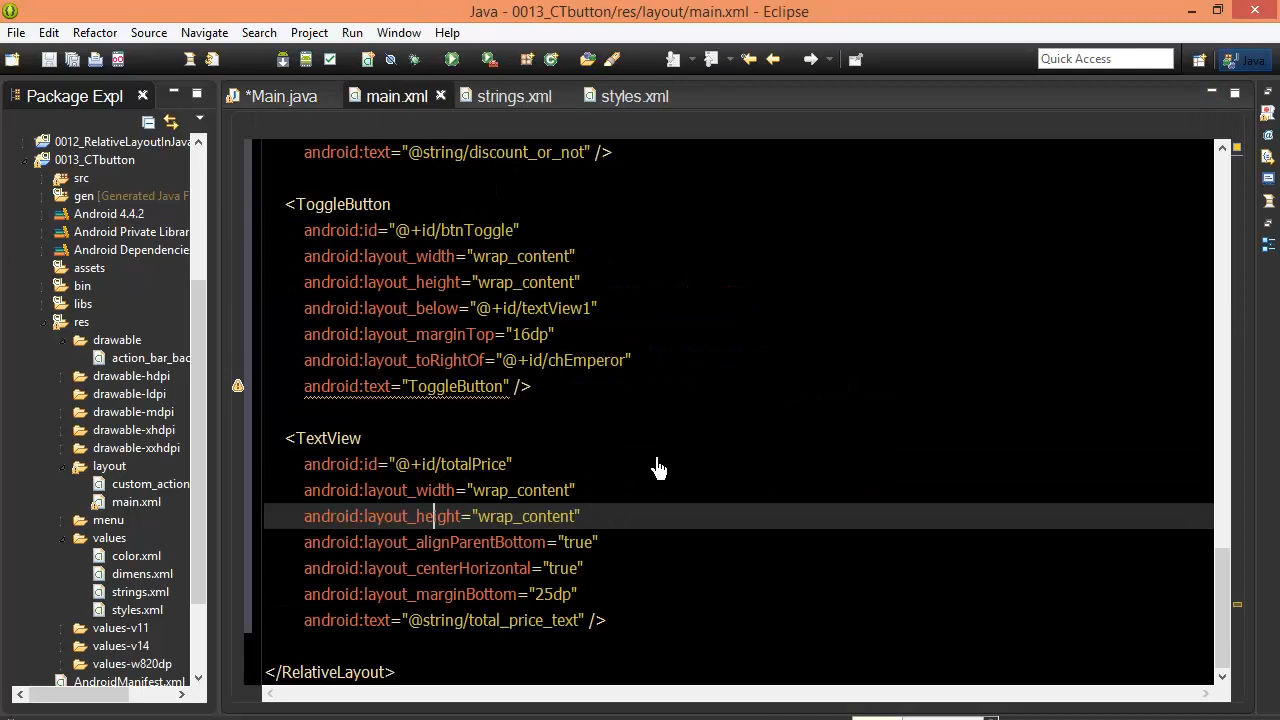 Java - 0013_CTbutton/res/layout/main.xml - Eclipse
File Edit Refactor Source Navigate Search Project Run Window Help
Quick Access
Java
Package Expl
*Main.java
main.xml
strings.xml
styles.xml
0012_RelativeLayoutInJava
0013_CTbutton
src
gen [Generated Java F
Android 4.4.2
Android Private Librar
Android Dependencie
assets
bin
libs
res
drawable
action_bar_bac
drawable-hdpi
drawable-ldpi
drawable-mdpi
drawable-xhdpi
drawable-xxhdpi
layout
custom_action
main.xml
menu
values
color.xml
dimens.xml
strings.xml
styles.xml
values-v11
values-v14
values-w820dp
AndroidManifest.xml
android:text="@string/discount_or_not" />
<ToggleButton
android:id="@+id/btnToggle"
android:layout_width="wrap_content"
android:layout_height="wrap_content"
android:layout_below="@+id/textView1"
android:layout_marginTop="16dp"
android:layout_toRightOf="@+id/chEmperor"
android:text="ToggleButton" />
<TextView
android:id="@+id/totalPrice"
android:layout_width="wrap_content"
android:layout_height="wrap_content"
android:layout_alignParentBottom="true"
android:layout_centerHorizontal="true"
android:layout_marginBottom="25dp"
android:text="@string/total_price_text" />
</RelativeLayout>